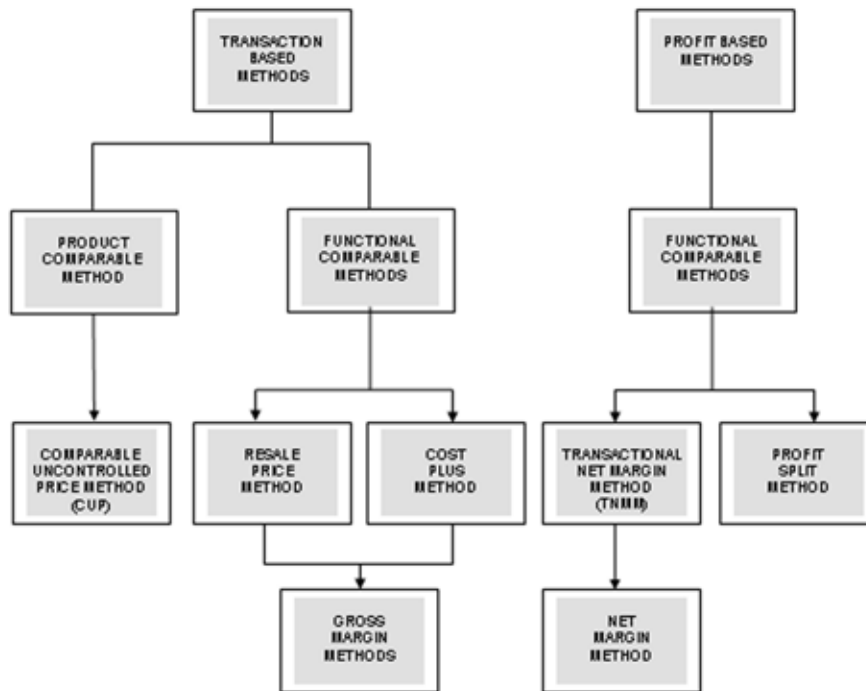 TRANSACTION
BASED
METHODS
PROFIT BASED
METHODS
PRODUCT
COMPARABLE
METHOD
FUNCTIONAL
COMPARABLE
METHODS
FUNCTIONAL
COMPARABLE
METHODS
COMPARABLE
UNCONTROLLED
PRICE METHOD
(CUP)
RESALE
PRICE
METHOD
COST
PLUS
METHOD
TRANSACTIONAL
NET MARGIN
METHOD
(TNMM)
PROFIT
SPLIT
METHOD
GROSS
MARGIN
METHODS
NET
MARGIN
METHOD